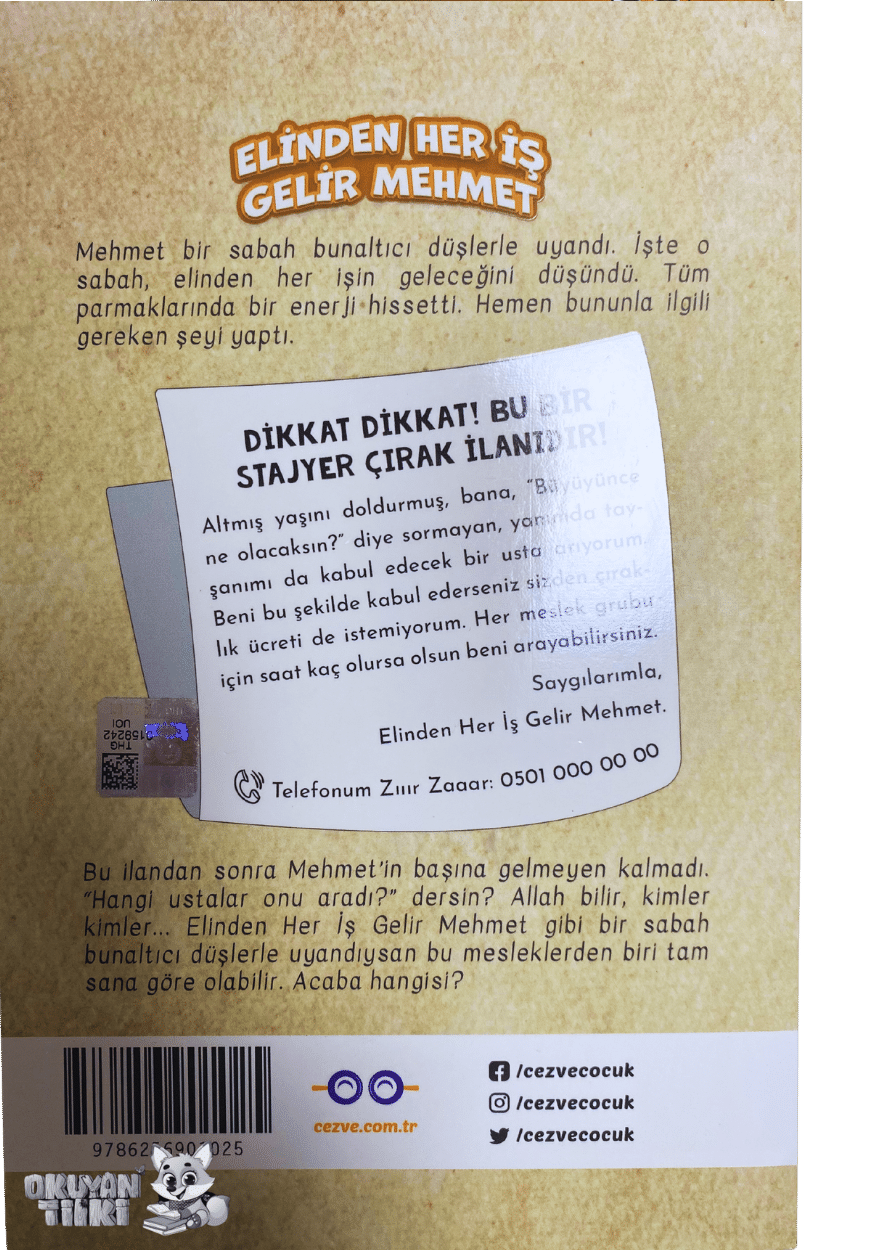 ELİNDEN HER İŞ
GELİR MEHMET
Mehmet bir sabah bunaltıcı düşlerle uyandı. İşte o
sabah, elinden her işin geleceğini düşündü. Tüm
parmaklarında bir enerji hissetti. Hemen bununla ilgili
gereken şeyi yaptı.
DİKKAT DİKKAT! BU BİR
STAJYER ÇIRAK İLANIDIR!
Altmış yaşını doldurmuş, bana, “Büyüyünce
ne olacaksın?” diye sormayan, yanımda tav-
şanımı da kabul edecek bir usta arıyorum.
Beni bu şekilde kabul ederseniz sizden çırak-
lık ücreti de istemiyorum. Her meslek grubu
için saat kaç olursa olsun beni arayabilirsiniz.
Saygılarımla,
Elinden Her İş Gelir Mehmet.
Telefonum Zııır Zaaar: 0501 000 00 00
THG
UOI
Bu ilandan sonra Mehmet’in başına gelmeyen kalmadı.
“Hangi ustalar onu aradı?” dersin? Allah bilir, kimler
kimler... Elinden Her İş Gelir Mehmet gibi bir sabah
bunaltıcı düşlerle uyandıysan bu mesleklerden biri tam
sana göre olabilir. Acaba hangisi?
cezve.com.tr
/cezvecocuk
/cezvecocuk
/cezvecocuk
OKUYAN
TİLKİ